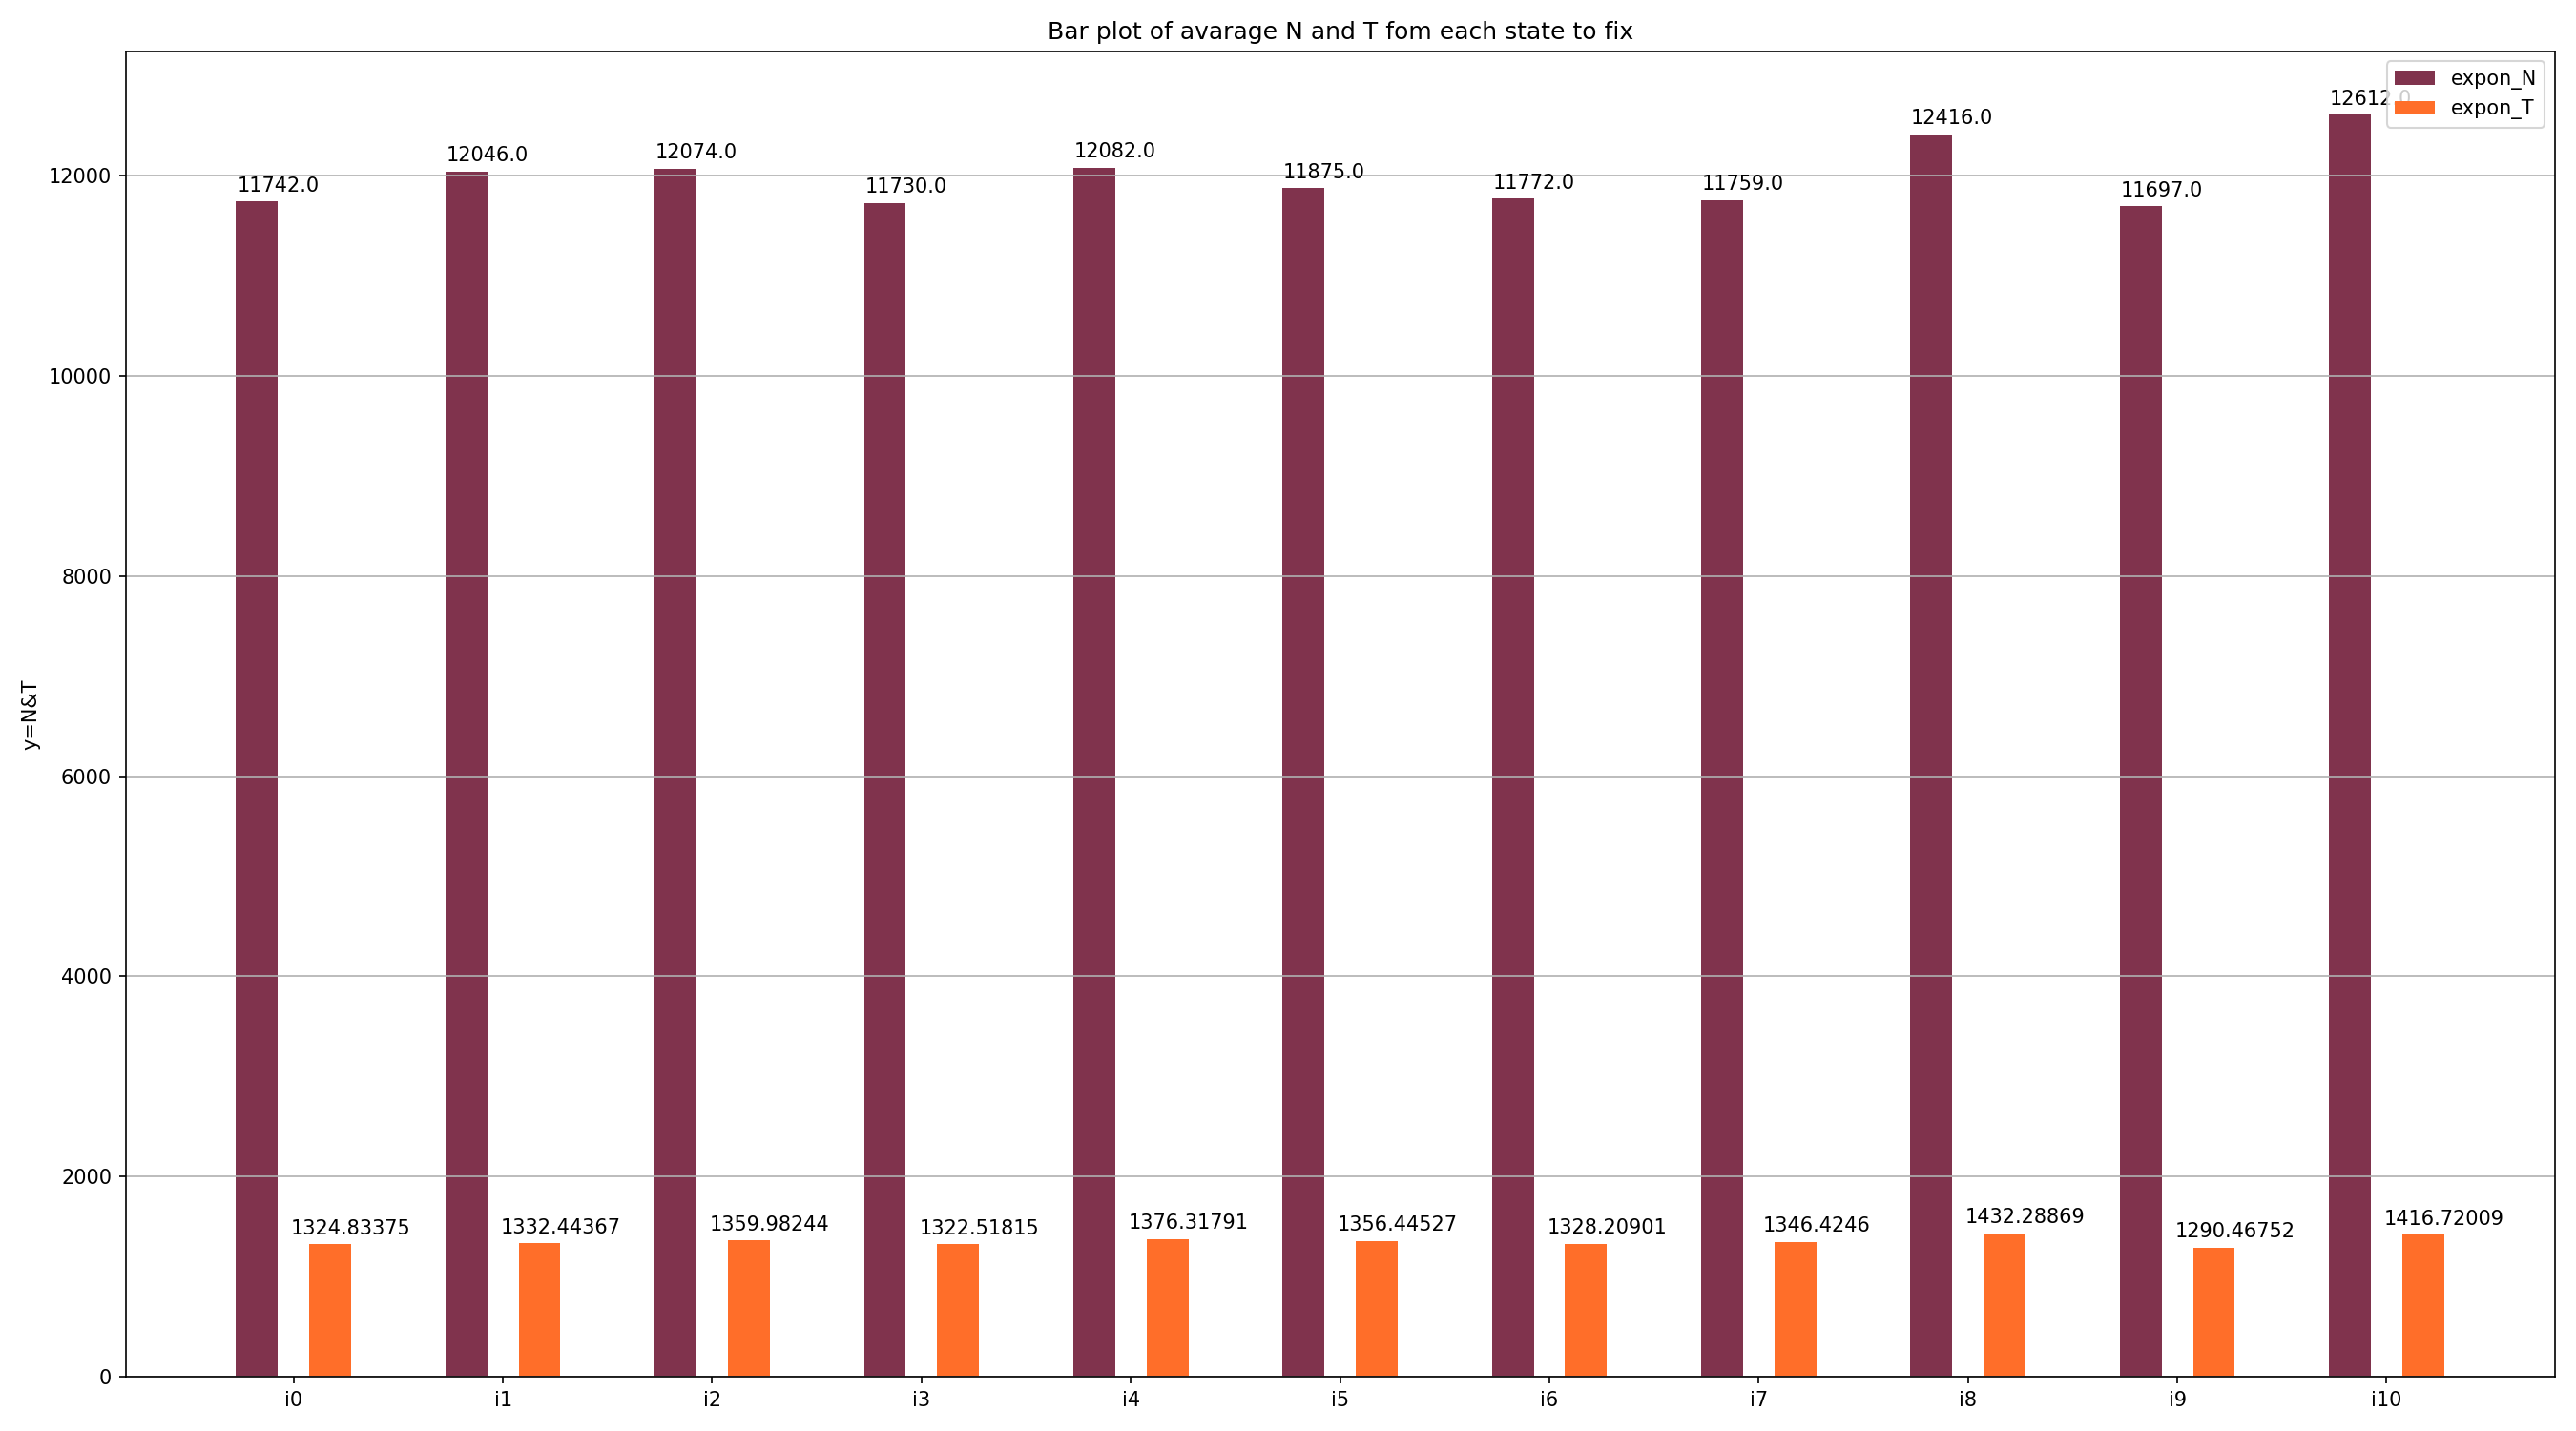 Bar plot of avarage N and T fom each state to fix
expon_N
expon_T
y=N&T
12000
10000
8000
6000
4000
2000
0
11742.0
12046.0
12074.0
11730.0
12082.0
11875.0
11772.0
11759.0
12416.0
11697.0
12612.0
1324.83375
1332.44367
1359.98244
1322.51815
1376.31791
1356.44527
1328.20901
1346.4246
1432.28869
1290.46752
1416.72009
i0
i1
i2
i3
i4
i5
i6
i7
i8
i9
i10